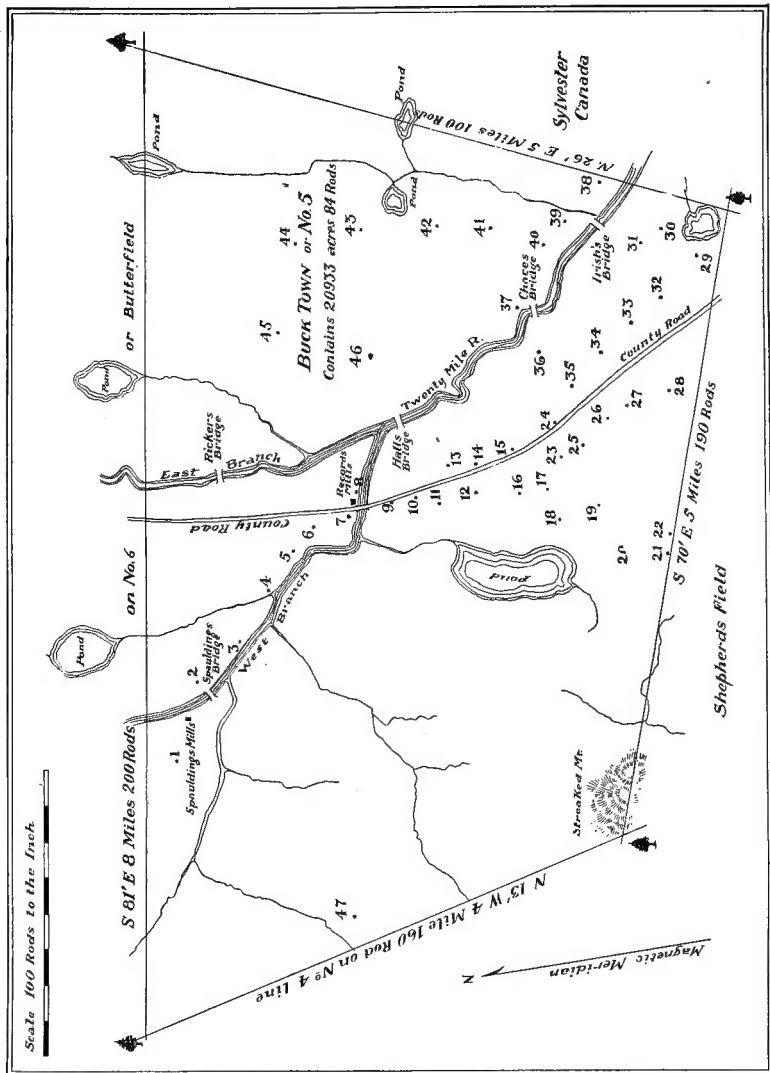 Scale 100 Rods to the Inch.
S 81' E 8 Miles 200 Rods
on No. 6
or Butterfield
Pond
Pond
Pond
Pond
Pond
N. 26' E 5 Miles 100 Rods
Sylvester
Canada
BUCK TOWN or No. 5
Contains 20933 acres 84 Rods
County Road
East Branch
Rickers
Bridge
Spauldings
Bridge
Spauldings Mills
West Branch
Records
Mills
Halls
Bridge
Twenty Mile R.
Chaces
Bridge
Irish's
Bridge
County Road
Pond
Streaked Mt.
N 13' W 4 Mile 160 Rod on No 4 Line
S 70' E 5 Miles 190 Rods
Shepherds Field
Magnetic Meridian
N
1
2
3
4
5
6
7
8
9
10
11
12
13
14
15
16
17
18
19
20
21
22
23
24
25
26
27
28
29
30
31
32
33
34
35
36
37
38
39
40
41
42
43
44
45
46
47